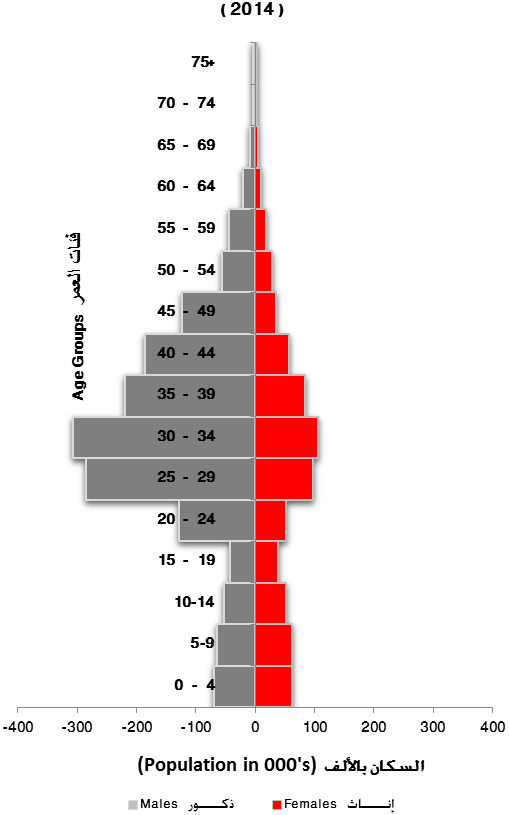 ( 2014 )
75+
70 - 74
65 - 69
60 - 64
55 - 59
50 - 54
45 - 49
40 - 44
35 - 39
30 - 34
25 - 29
20 - 24
15 - 19
10-14
5-9
0 - 4
Age Groups فئات العمر
-400 -300 -200 -100 0 100 200 300 400
(Population in 000's) السكان بالألف
Males ذكـــــور Females إنـــــاث